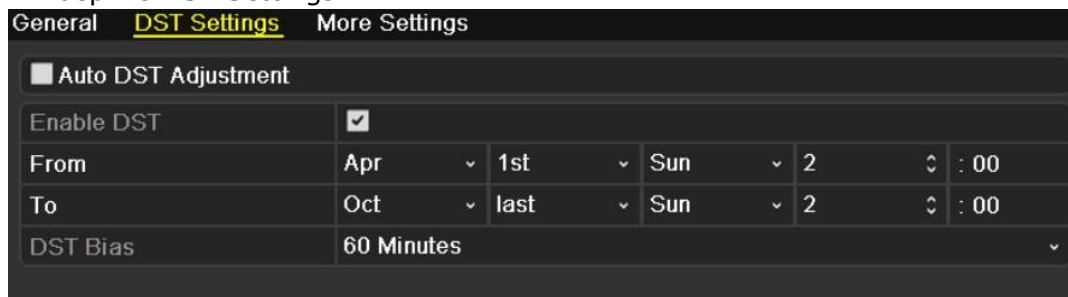 General DST Settings More Settings
Auto DST Adjustment
Enable DST
From Apr 1st Sun 2 : 00
To Oct last Sun 2 : 00
DST Bias 60 Minutes